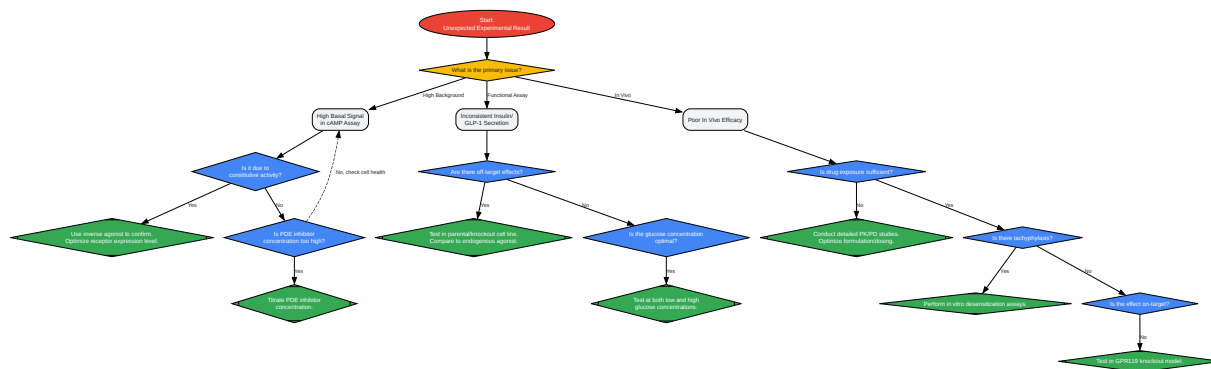 Start
Unexpected Experimental Result
What is the primary issue?
High Background
Functional Assay
In Vivo
High Basal Signal
in cAMP Assay
Inconsistent Insulin/
GLP-1 Secretion
Poor In Vivo Efficacy
Is it due to
constitutive activity?
No, check cell health
Are there off-target effects?
Is drug exposure sufficient?
Yes
No
Yes
No
No
Yes
Use inverse agonist to confirm.
Optimize receptor expression level.
Is PDE inhibitor
concentration too high?
Test in parental/knockout cell line.
Compare to endogenous agonist.
Is the glucose concentration
optimal?
Conduct detailed PK/PD studies.
Optimize formulation/dosing.
Is there tachyphylaxis?
Yes
Yes
Yes
No
Titrate PDE inhibitor
concentration.
Test at both low and high
glucose concentrations.
Perform in vitro desensitization assays.
Is the effect on-target?
No
Test in GPR119 knockout model.